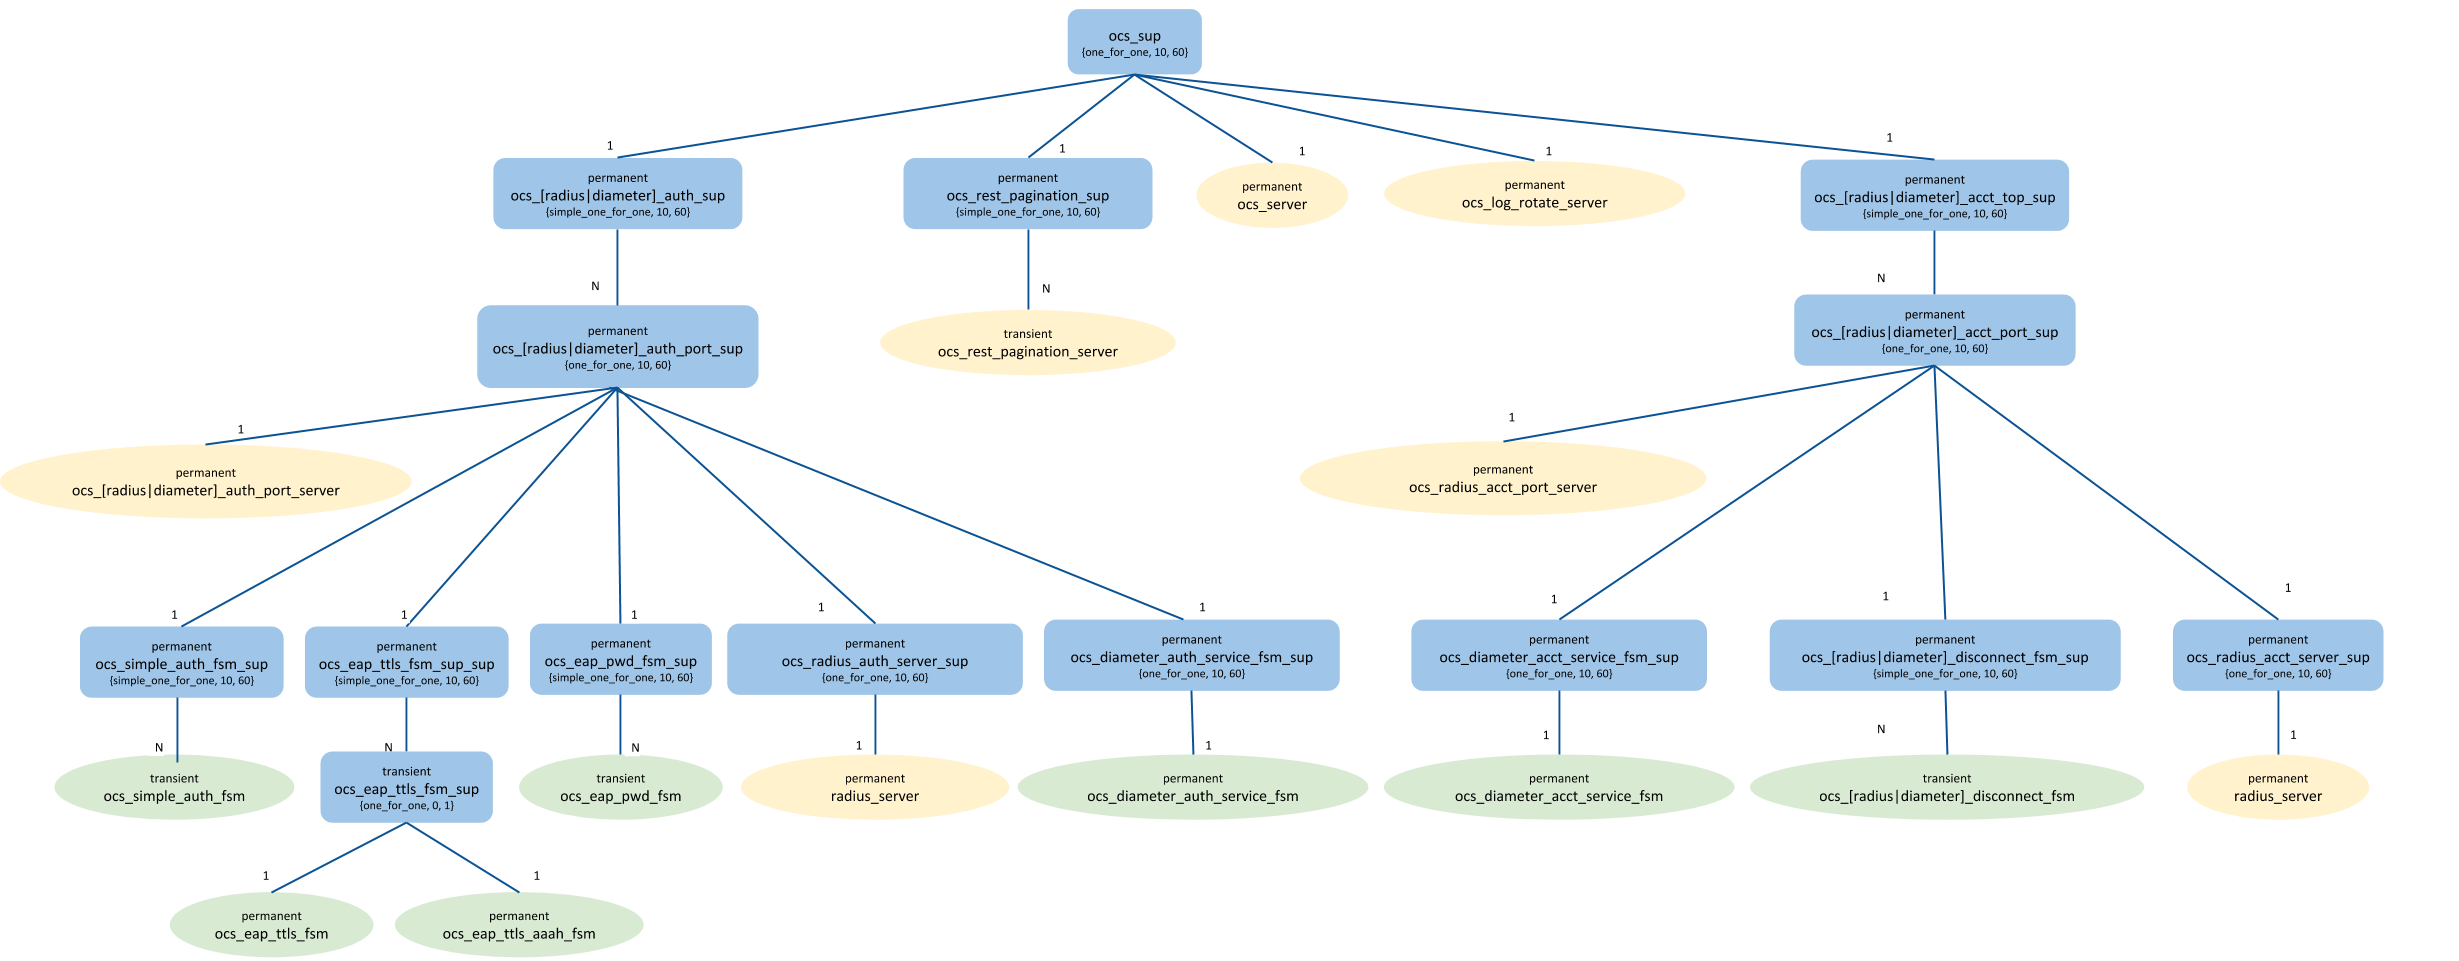 ocs_sup
{one_for_one, 10, 60}
1
1
1
1
1
permanent
ocs_[radius|diameter]_auth_sup
{simple_one_for_one, 10, 60}
permanent
ocs_rest_pagination_sup
{simple_one_for_one, 10, 60}
permanent
ocs_server
permanent
ocs_log_rotate_server
permanent
ocs_[radius|diameter]_acct_top_sup
{simple_one_for_one, 10, 60}
N
N
N
permanent
ocs_[radius|diameter]_auth_port_sup
{one_for_one, 10, 60}
transient
ocs_rest_pagination_server
permanent
ocs_[radius|diameter]_acct_port_sup
{one_for_one, 10, 60}
1
1
permanent
ocs_[radius|diameter]_auth_port_server
permanent
ocs_radius_acct_port_server
1
1
1
1
1
1
1
1
permanent
ocs_simple_auth_fsm_sup
{simple_one_for_one, 10, 60}
permanent
ocs_eap_ttls_fsm_sup_sup
{simple_one_for_one, 10, 60}
permanent
ocs_eap_pwd_fsm_sup
{simple_one_for_one, 10, 60}
permanent
ocs_radius_auth_server_sup
{one_for_one, 10, 60}
permanent
ocs_diameter_auth_service_fsm_sup
{one_for_one, 10, 60}
permanent
ocs_diameter_acct_service_fsm_sup
{one_for_one, 10, 60}
permanent
ocs_[radius|diameter]_disconnect_fsm_sup
{simple_one_for_one, 10, 60}
permanent
ocs_radius_acct_server_sup
{one_for_one, 10, 60}
N
N
N
1
1
1
N
1
transient
ocs_simple_auth_fsm
transient
ocs_eap_ttls_fsm_sup
{one_for_one, 0, 1}
transient
ocs_eap_pwd_fsm
permanent
radius_server
permanent
ocs_diameter_auth_service_fsm
permanent
ocs_diameter_acct_service_fsm
transient
ocs_[radius|diameter]_disconnect_fsm
permanent
radius_server
1
1
permanent
ocs_eap_ttls_fsm
permanent
ocs_eap_ttls_aaah_fsm